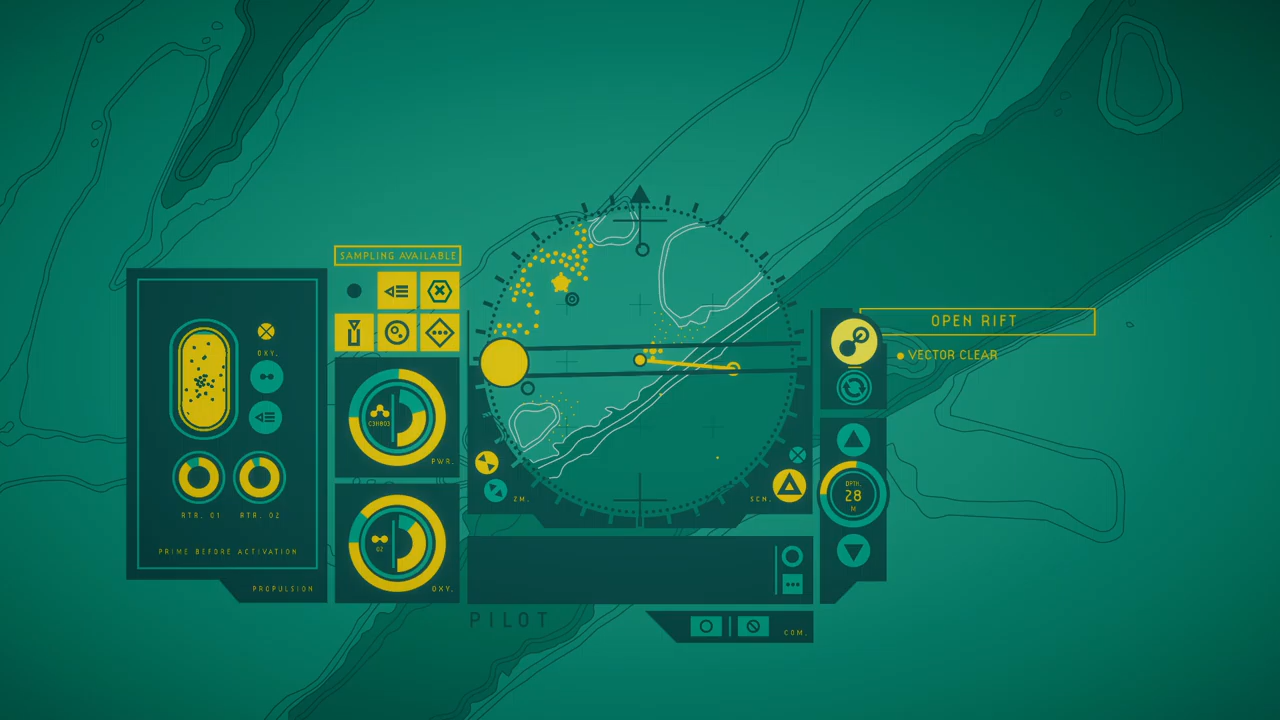 SAMPLING AVAILABLE
OXY.
C3H8O3
PWR.
RTR. 01
RTR. 02
PRIME BEFORE ACTIVATION
PROPULSION
O2
OXY.
ZM.
SCN.
OPEN RIFT
VECTOR CLEAR
DPTH.
28
M
PILOT
COM.